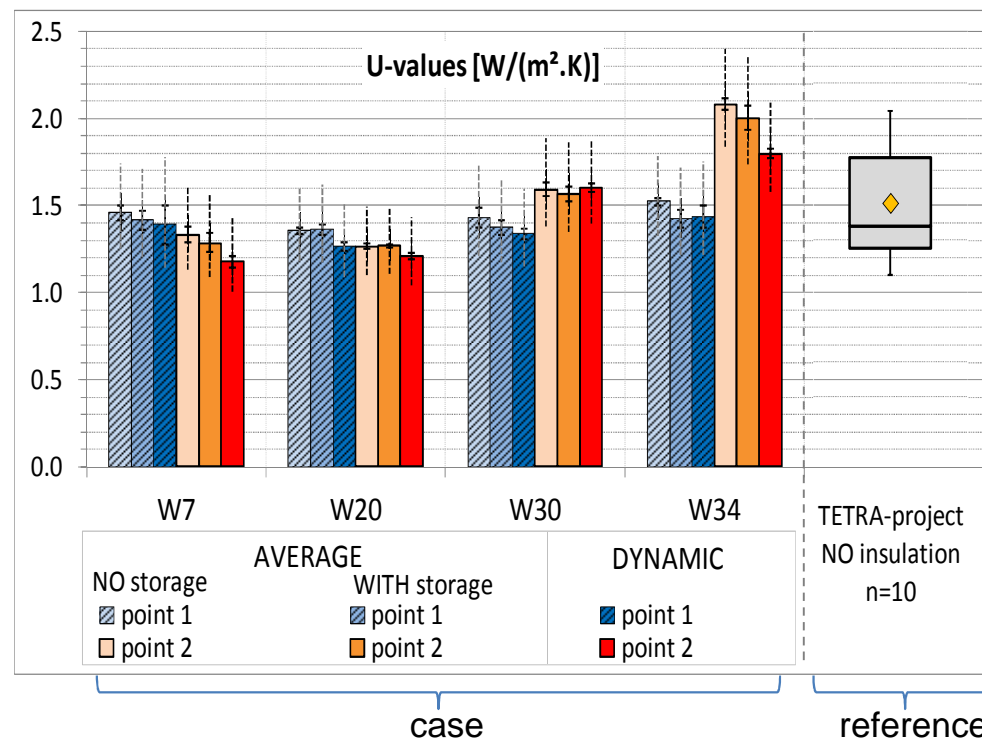 U-values [W/(m².K)]
2.5
2.0
1.5
1.0
0.5
0.0
W7 W20 W30 W34
AVERAGE DYNAMIC
NO storage WITH storage
point 1 point 1 point 1
point 2 point 2 point 2
TETRA-project
NO insulation
n=10
case reference